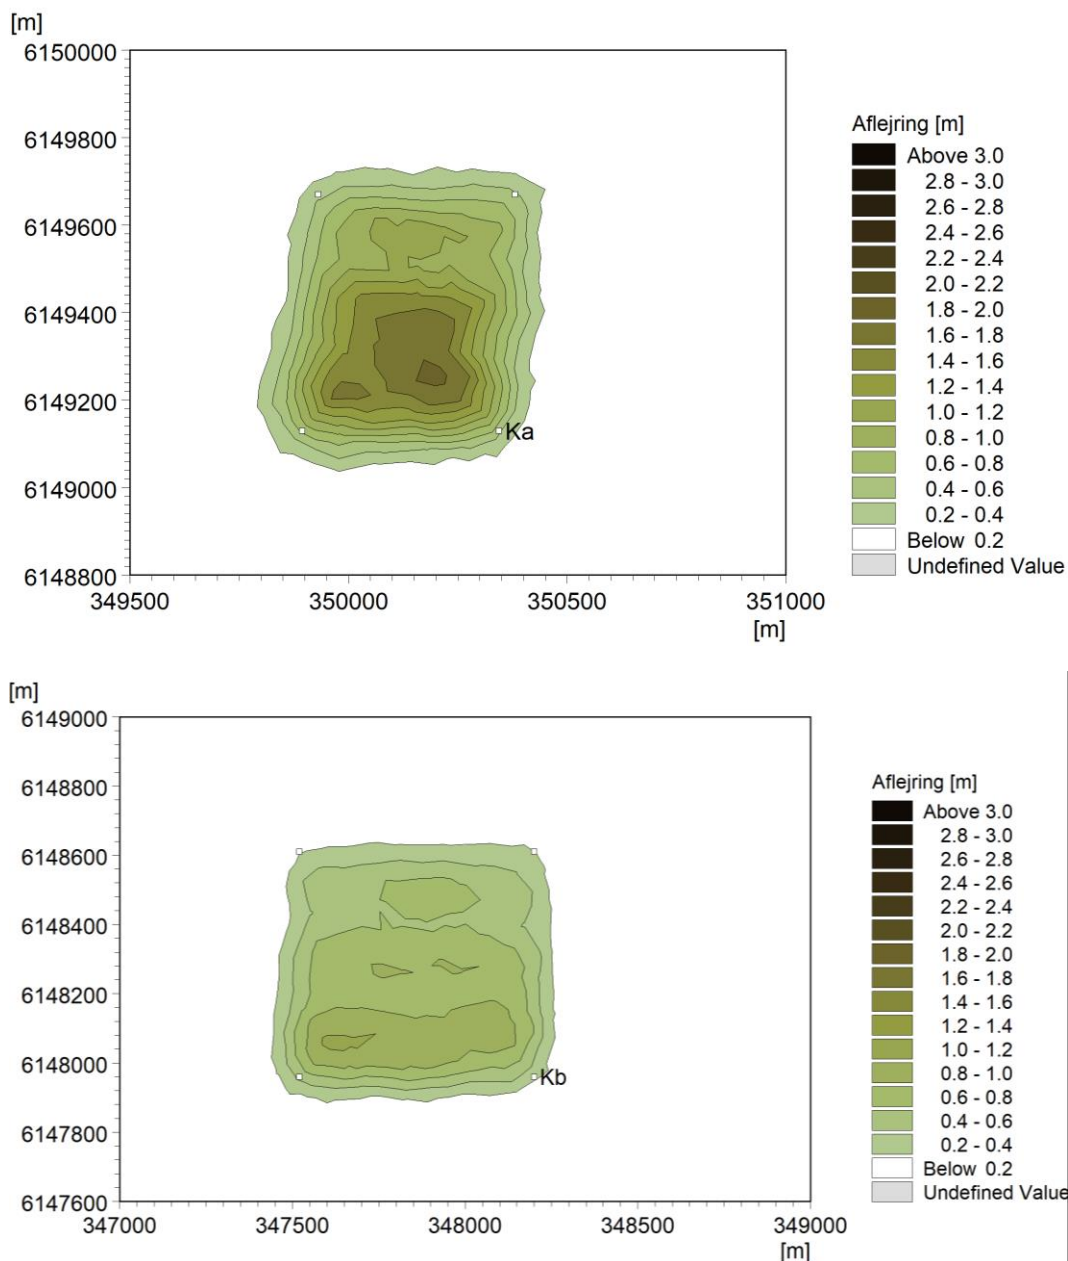 [m]
6150000
6149800
6149600
6149400
6149200
6149000
6148800
349500 350000 350500 351000
[m]
Ka
Aflejring [m]
Above 3.0
2.8 - 3.0
2.6 - 2.8
2.4 - 2.6
2.2 - 2.4
2.0 - 2.2
1.8 - 2.0
1.6 - 1.8
1.4 - 1.6
1.2 - 1.4
1.0 - 1.2
0.8 - 1.0
0.6 - 0.8
0.4 - 0.6
0.2 - 0.4
Below 0.2
Undefined Value
[m]
6149000
6148800
6148600
6148400
6148200
6148000
6147800
6147600
347000 347500 348000 348500 349000
[m]
Kb
Aflejring [m]
Above 3.0
2.8 - 3.0
2.6 - 2.8
2.4 - 2.6
2.2 - 2.4
2.0 - 2.2
1.8 - 2.0
1.6 - 1.8
1.4 - 1.6
1.2 - 1.4
1.0 - 1.2
0.8 - 1.0
0.6 - 0.8
0.4 - 0.6
0.2 - 0.4
Below 0.2
Undefined Value